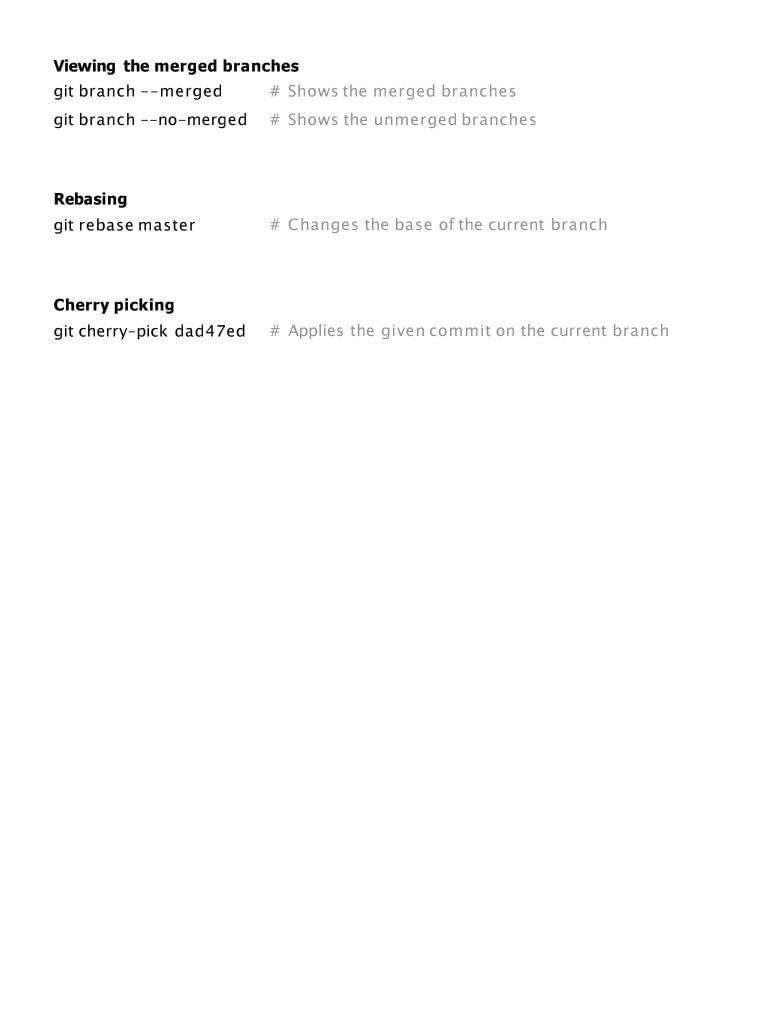 Viewing the merged branches
git branch --merged # Shows the merged branches
git branch --no-merged # Shows the unmerged branches
Rebasing
git rebase master # Changes the base of the current branch
Cherry picking
git cherry-pick dad47ed # Applies the given commit on the current branch